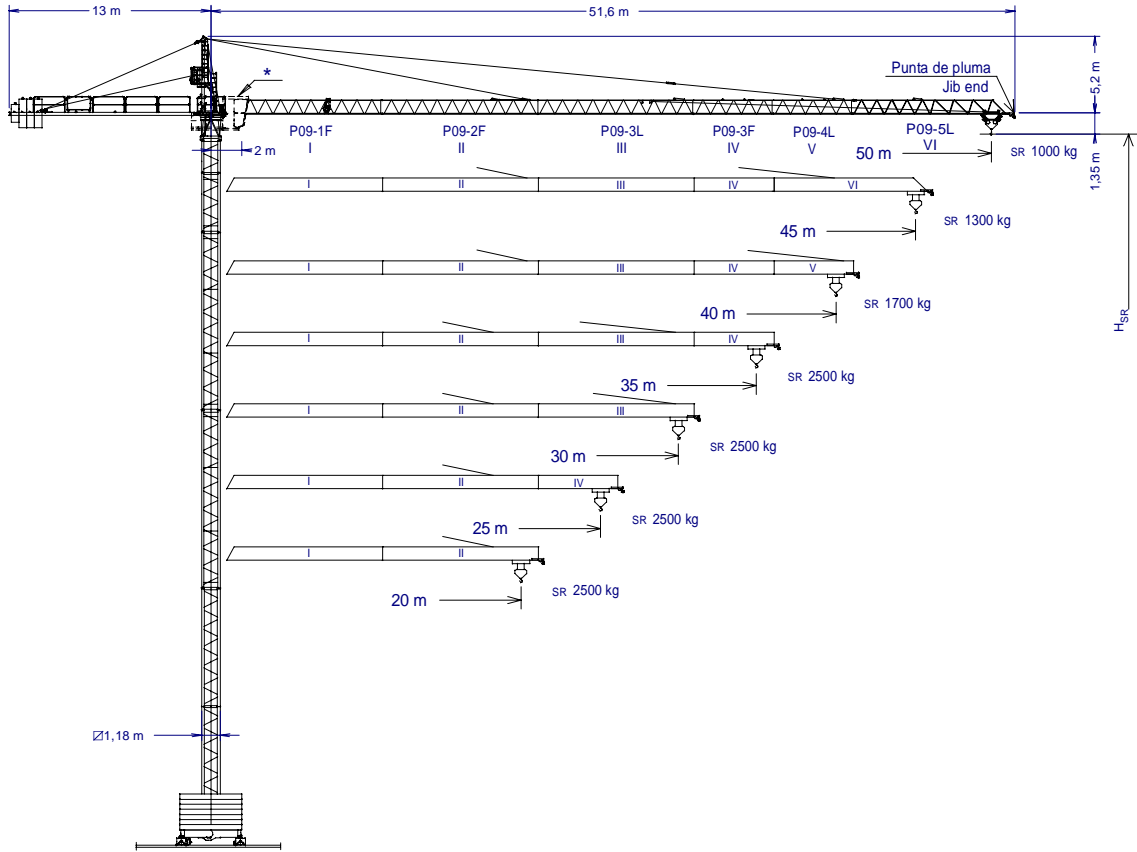 13 m
51,6 m
*
Punta de pluma
Jib end
5,2 m
P09-1F
I
P09-2F
II
P09-3L
III
P09-3F
IV
P09-4L
V
P09-5L
VI
2 m
50 m
SR 1000 kg
1,35 m
I
II
III
IV
VI
45 m
SR 1300 kg
I
II
III
IV
V
40 m
SR 1700 kg
HSR
I
II
III
IV
35 m
SR 2500 kg
I
II
III
30 m
SR 2500 kg
I
II
IV
25 m
SR 2500 kg
I
II
20 m
SR 2500 kg
⍁1,18 m